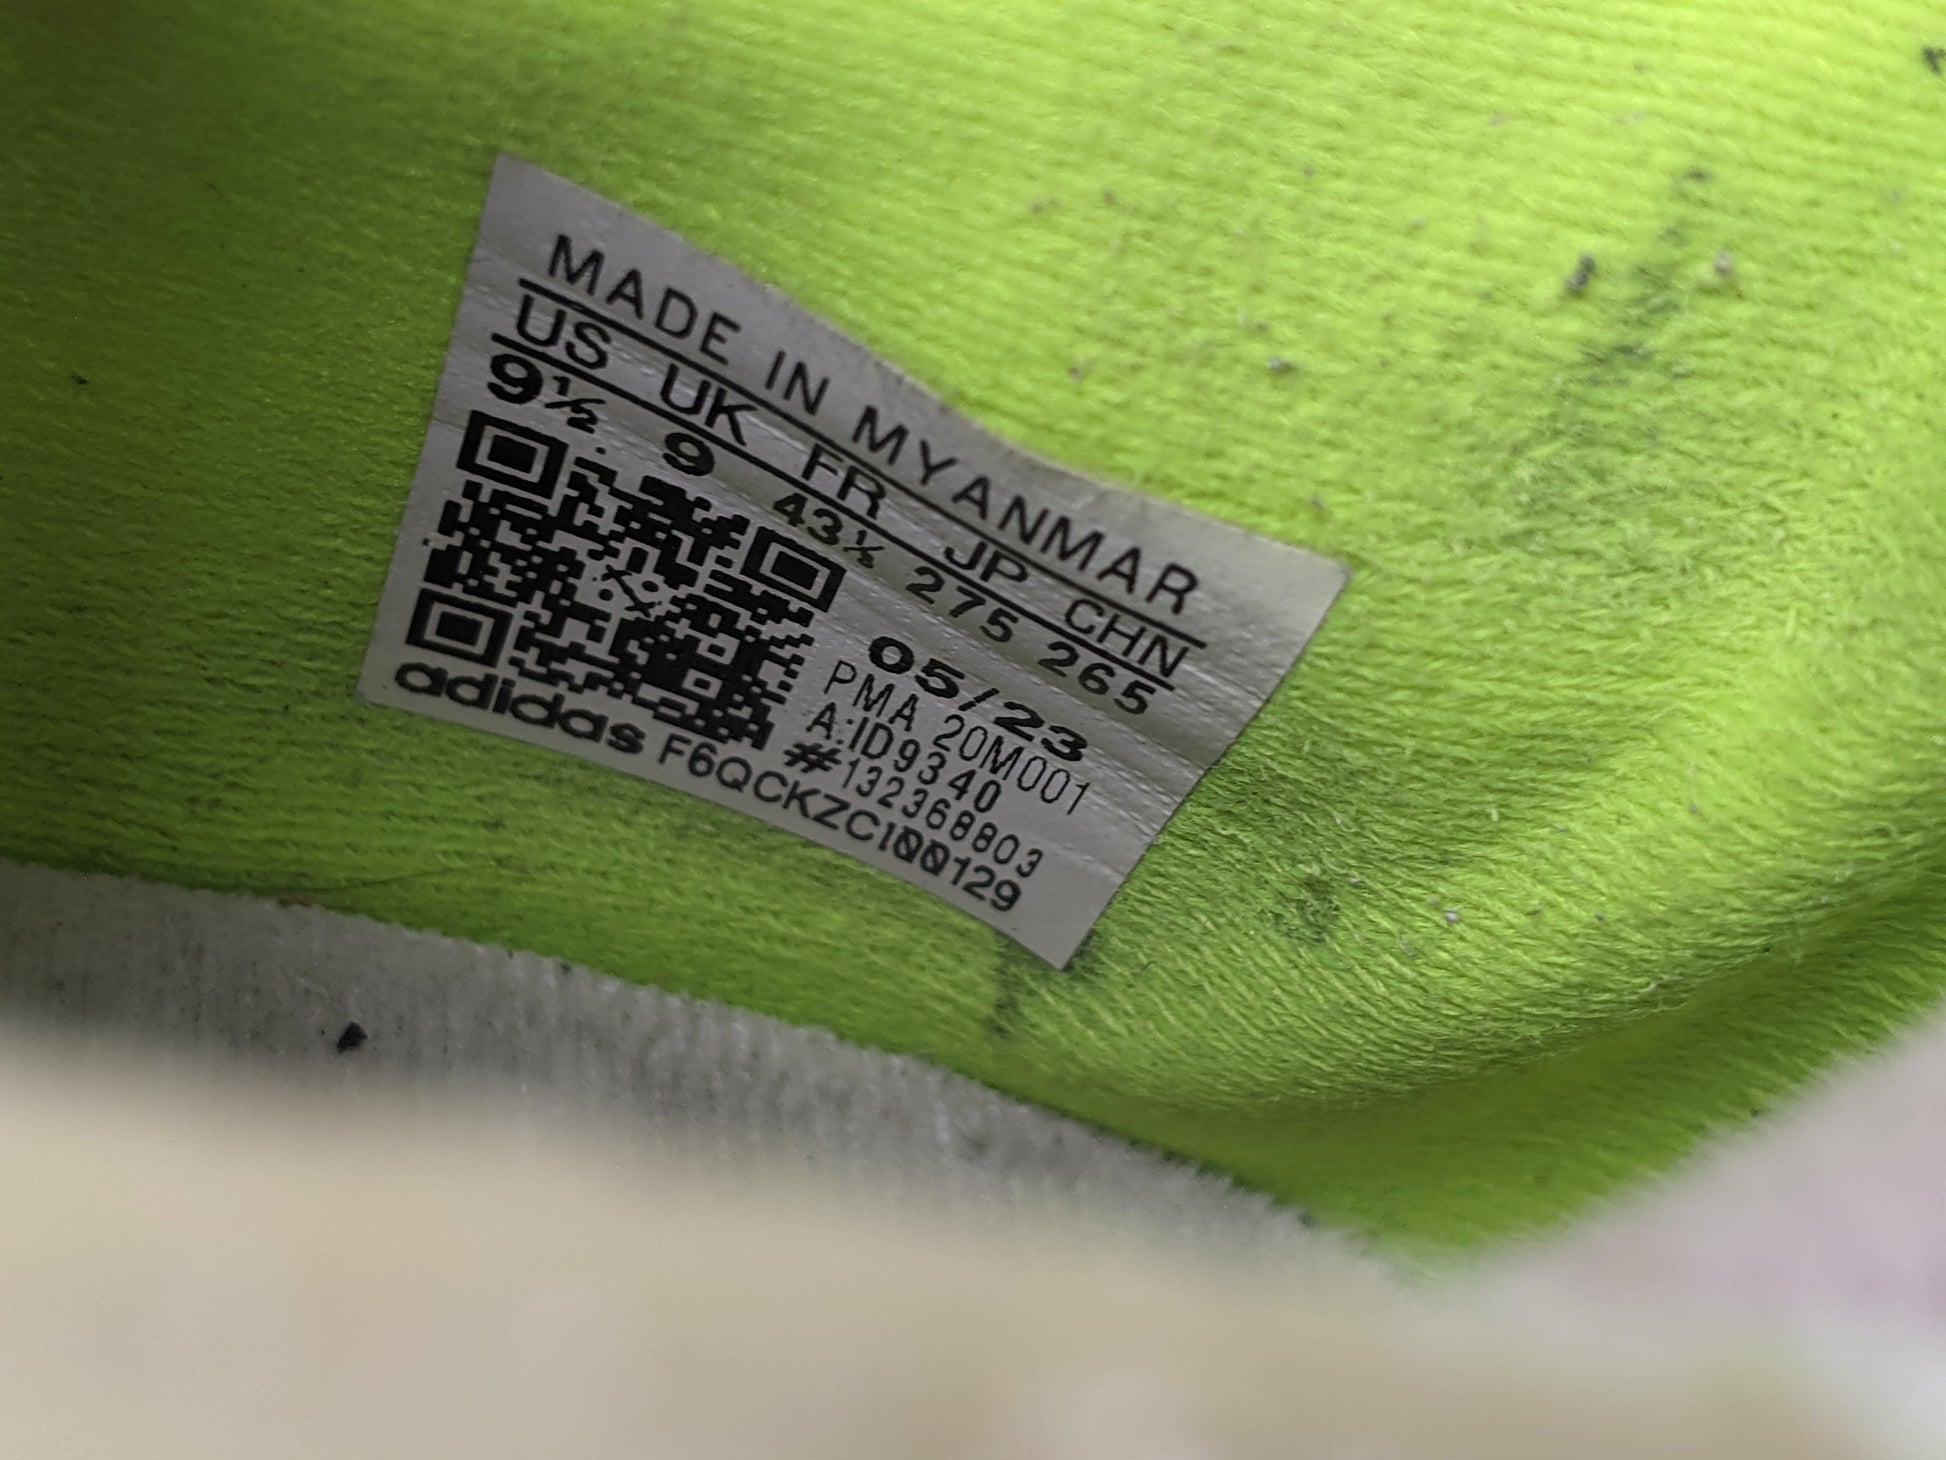 MADE IN MYANMAR
US UK FR JP CHN
9½ 9 43⅓ 275 265
05/23
PMA 20M001
A:ID9340
#132368803
adidas F6QCKZC100129